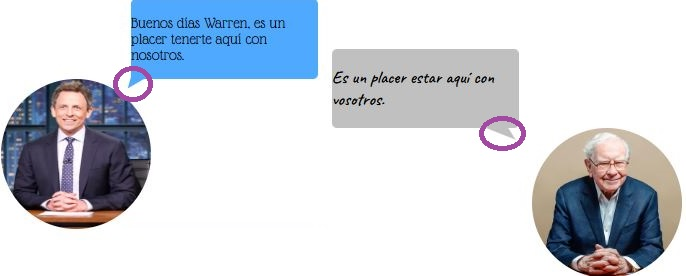 Buenos días Warren, es un
placer tenerte aquí con
nosotros.
Es un placer estar aquí con
vosotros.